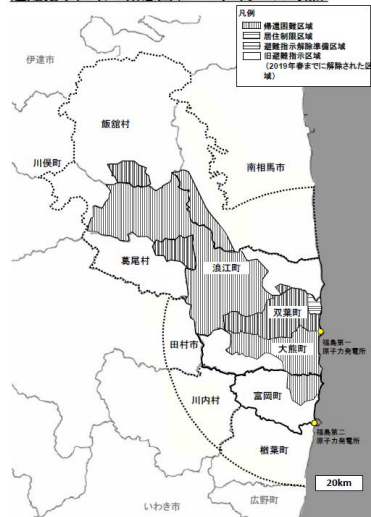 凡例
帰還困難区域
居住制限区域
避難指示解除準備区域
旧避難指示区域
(2019年春までに解除された区域)
伊達市
飯舘村
川俣町
南相馬市
葛尾村
浪江町
双葉町
田村市
大熊町
福島第一
原子力発電所
川内村
富岡町
福島第二
原子力発電所
楢葉町
20km
いわき市
広野町